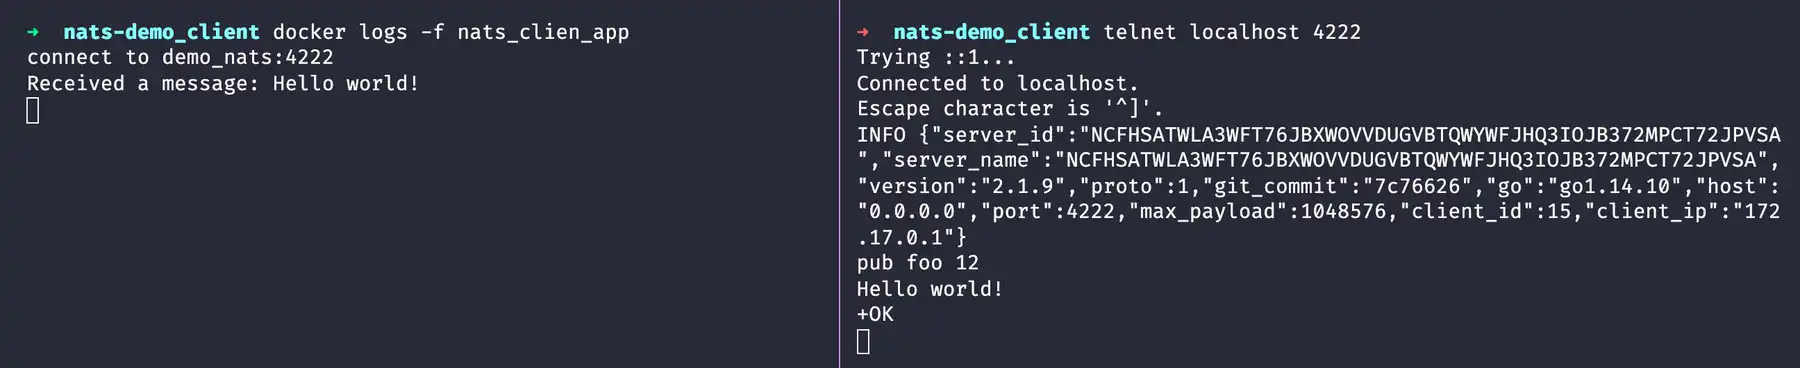 ➜  nats-demo_client docker logs -f nats_clien_app
connect to demo_nats:4222
Received a message: Hello world!
➜  nats-demo_client telnet localhost 4222
Trying ::1...
Connected to localhost.
Escape character is '^]'.
INFO {"server_id":"NCFHSATWLA3WFT76JBXWOVVDUGVBTQWYWFJHQ3IOJB372MPCT72JPVSA
","server_name":"NCFHSATWLA3WFT76JBXWOVVDUGVBTQWYWFJHQ3IOJB372MPCT72JPVSA",
"version":"2.1.9","proto":1,"git_commit":"7c76626","go":"go1.14.10","host":
"0.0.0.0","port":4222,"max_payload":1048576,"client_id":15,"client_ip":"172
.17.0.1"}
pub foo 12
Hello world!
+OK